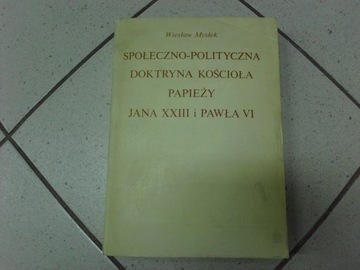 Wiesław Mysłek
SPOŁECZNO-POLITYCZNA
DOKTRYNA KOŚCIOŁA
PAPIEŻY
JANA XXIII i PAWŁA VI